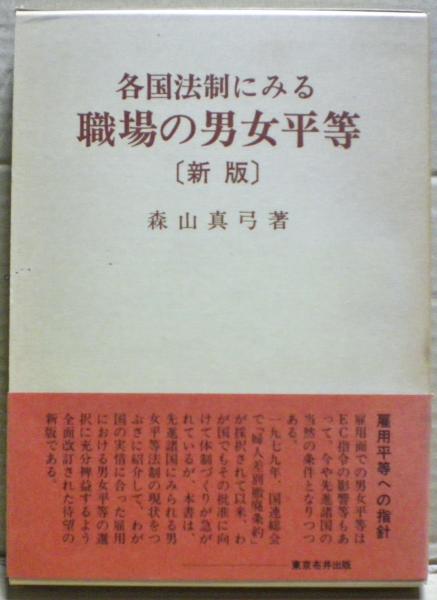 各国法制にみる
職場の男女平等
〔新版〕
森山真弓著
雇用平等への指針
雇用面での男女平等は
EC指令の影響等もあ
って、今や先進諸国の
当然の条件となりつつ
ある。
一九七九年、国連総会
で「婦人差別撤廃条約」
が採択されて以来、わ
が国でもその批准に向
けて体制づくりが急が
れているが、本書は、
先進諸国にみられる男
女平等法制の現状をつ
ぶさに紹介して、わが
国の実情に合った雇用
における男女平等の選
択に充分裨益するよう
全面改訂された待望の
新版である。
東京布井出版